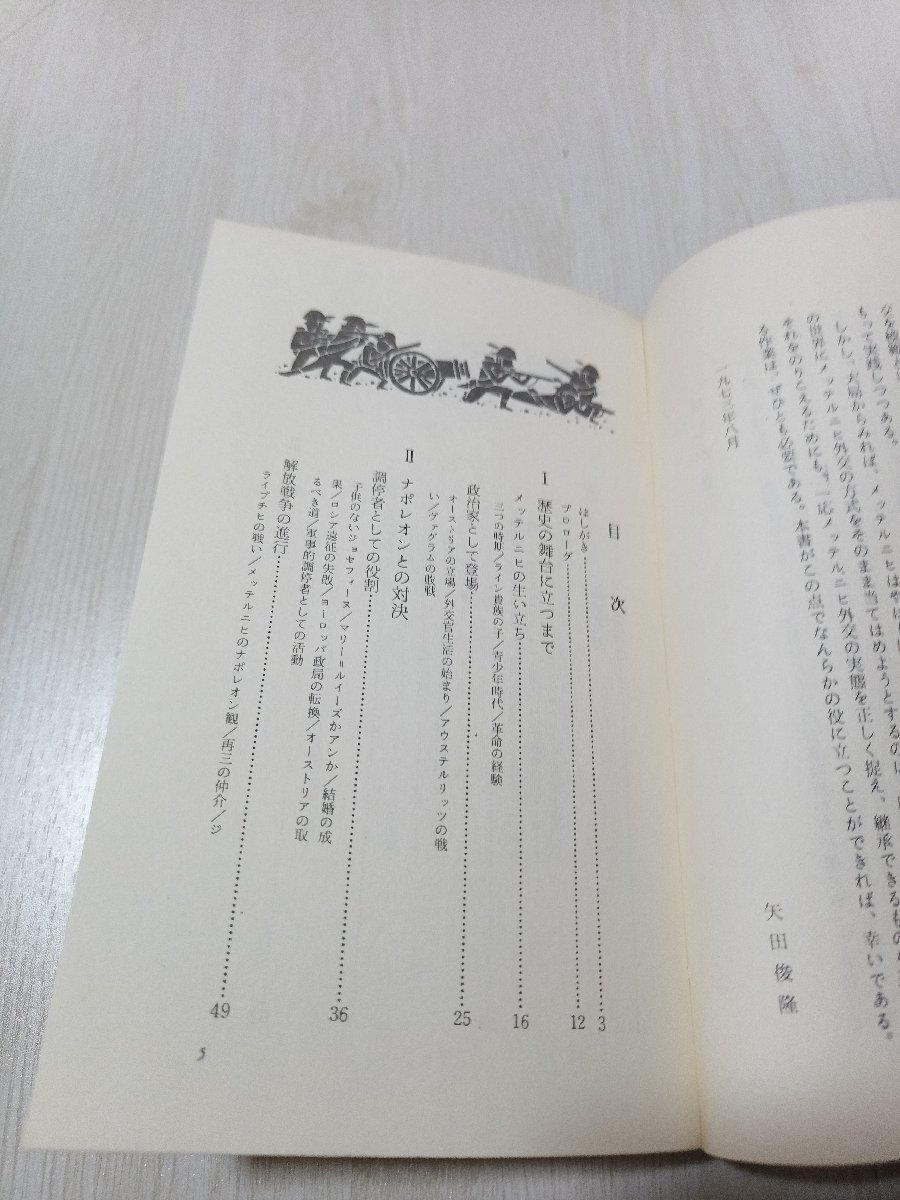 もって実践しつつある。
しかし、大局からみれば、メッテルニヒ外交の方式をそのまま当てはめようとするのは、
の世界にメッテルニヒ外交の実態を正しく捉え、継承できるもの
それをのりこえるためにも、一応メッテルニヒ外交の
る作業は、ぜひとも必要である。本書がこの点でなんらかの役に立つことができれば、幸いである。
一九七三年八月
矢田俊隆
目次
はしがき……3
プロローグ……12
I 歴史の舞台に立つまで
メッテルニヒの生い立ち……16
三つの時期/ライン貴族の子/青少年時代/革命の経験
政治家として登場……25
オーストリアの立場/外交官生活の始まり/アウステルリッツの戦
い/ヴァグラムの敗戦
II ナポレオンとの対決
調停者としての役割……36
子供のないジョセフィーヌ/マリー=ルイーズかアンか/結婚の成
果/ロシア遠征の失敗/ヨーロッパ政局の転換/オーストリアの取
るべき道/軍事的調停者としての活動
解放戦争の進行……49
ライプチヒの戦い/メッテルニヒのナポレオン観/再三の仲介/ジ
5